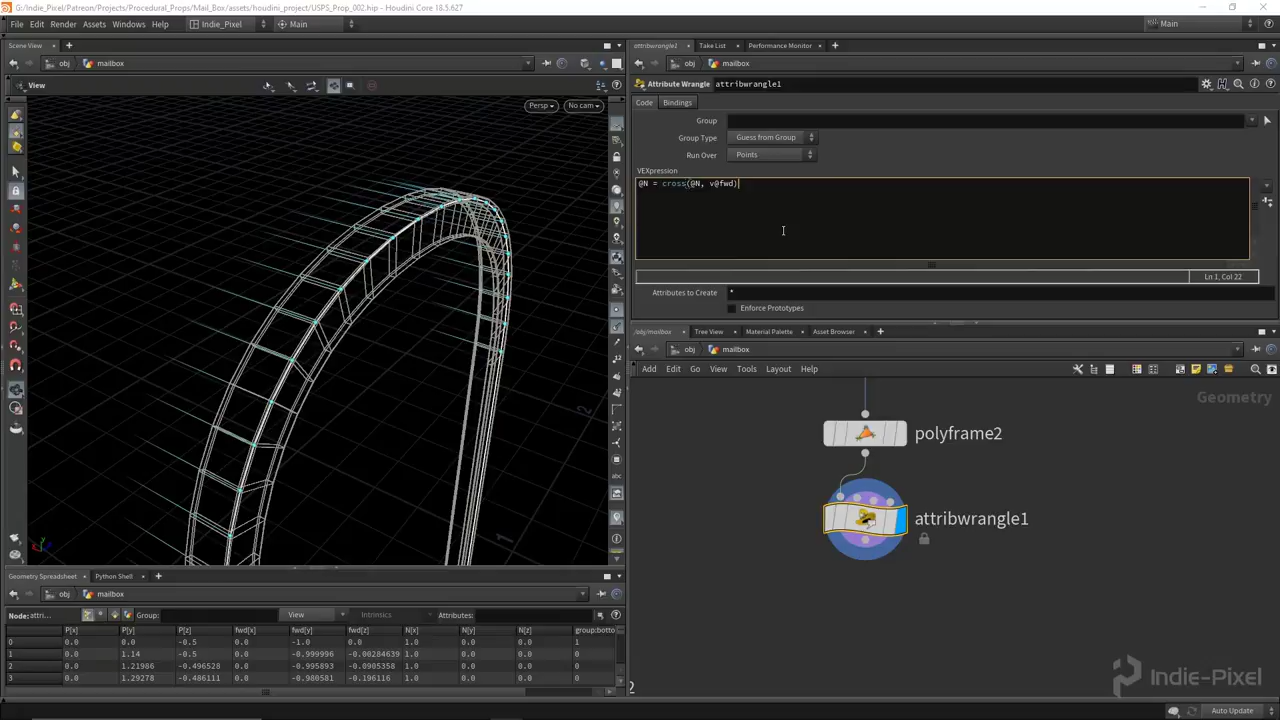 G:/Indie_Pixel/Patreon/Projects/Procedural_Props/Mail_Box/assets/houdini_project/USPS_Prop_002.hip - Houdini Core 18.5.627
File Edit Render Assets Windows Help Indie_Pixel Main Main
Scene View
obj mailbox
View
Persp No cam
2
1
abc
attribwrangle1 Take List Performance Monitor
obj mailbox
Attribute Wrangle attribwrangle1
Code Bindings
Group
Group Type Guess from Group
Run Over Points
VEXpression
@N = cross(@N, v@fwd)
Ln 1, Col 22
Attributes to Create *
Enforce Prototypes
/obj/mailbox Tree View Material Palette Asset Browser
obj mailbox
Add Edit Go View Tools Layout Help
Geometry
polyframe2
attribwrangle1
Indie-Pixel
Geometry Spreadsheet Python Shell
obj mailbox
Node: attri... Group: View Intrinsics Attributes:
P[x] P[y] P[z] fwd[x] fwd[y] fwd[z] N[x] N[y] N[z] group:botto
0 0.0 0.0 -0.5 0.0 -1.0 0.0 1.0 0.0 0.0 1
1 0.0 1.14 -0.5 0.0 -0.999996 -0.00284639 1.0 0.0 0.0 0
2 0.0 1.21986 -0.496528 0.0 -0.995893 -0.0905358 1.0 0.0 0.0 0
3 0.0 1.29278 -0.486111 0.0 -0.980581 -0.196116 1.0 0.0 0.0 0
Auto Update